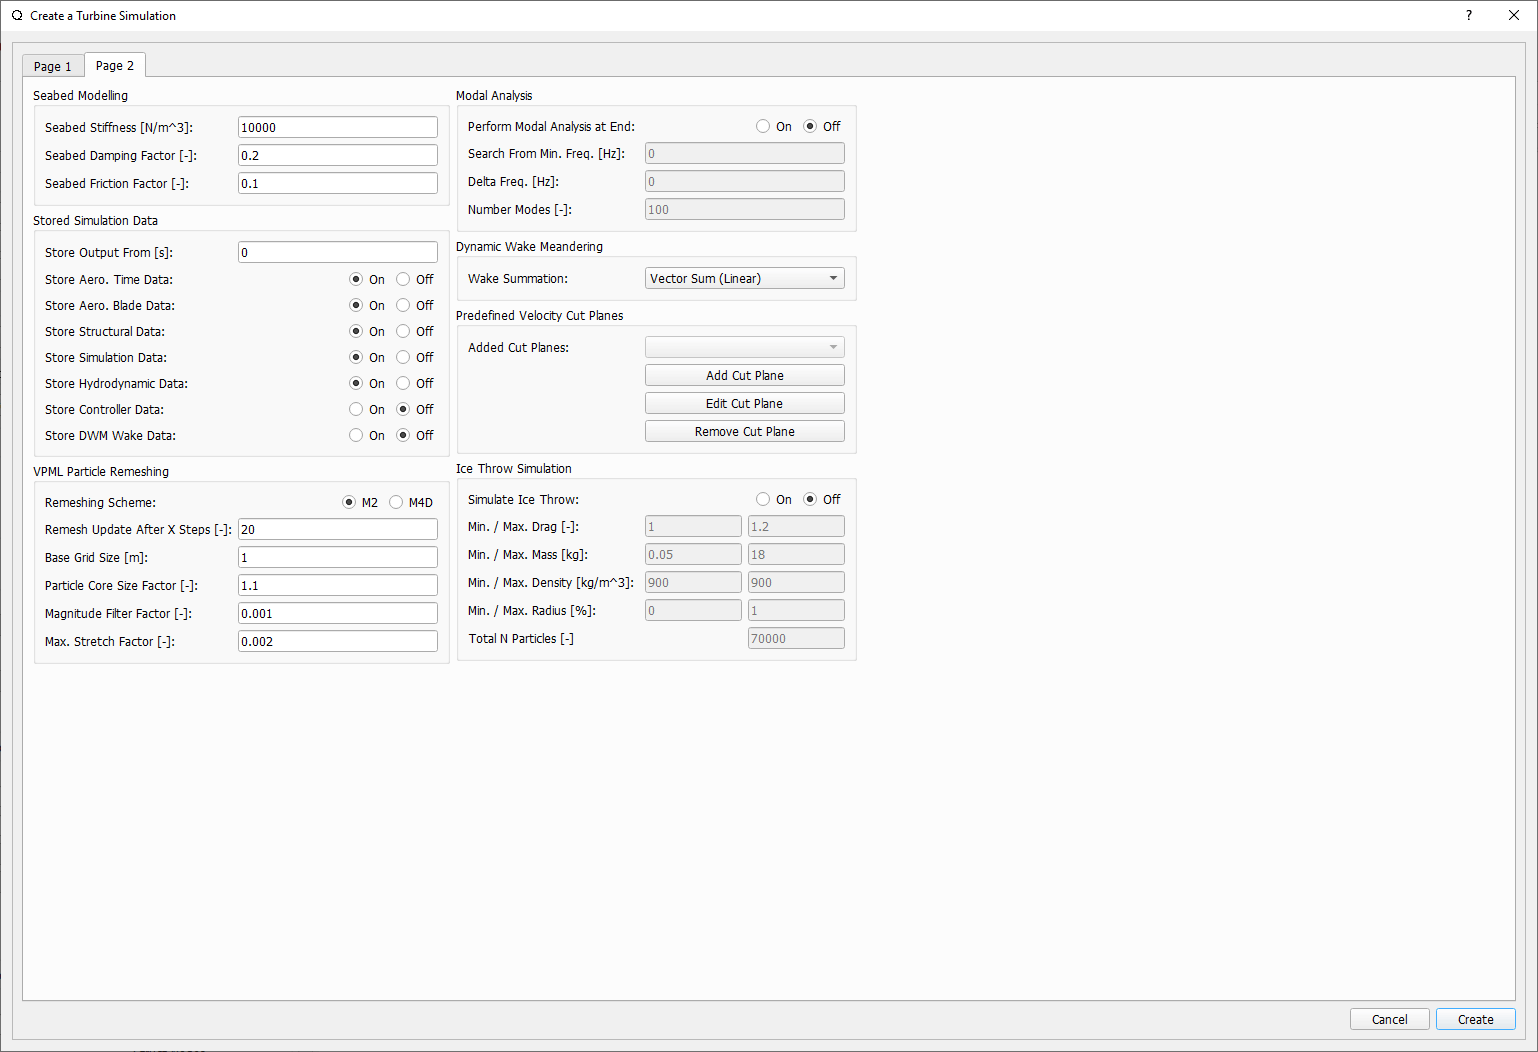 Create a Turbine Simulation
?
Page 1
Page 2
Seabed Modelling
Seabed Stiffness [N/m^3]: 10000
Seabed Damping Factor [-]: 0.2
Seabed Friction Factor [-]: 0.1
Stored Simulation Data
Store Output From [s]: 0
Store Aero. Time Data: On Off
Store Aero. Blade Data: On Off
Store Structural Data: On Off
Store Simulation Data: On Off
Store Hydrodynamic Data: On Off
Store Controller Data: On Off
Store DWM Wake Data: On Off
VPML Particle Remeshing
Remeshing Scheme: M2 M4D
Remesh Update After X Steps [-]: 20
Base Grid Size [m]: 1
Particle Core Size Factor [-]: 1.1
Magnitude Filter Factor [-]: 0.001
Max. Stretch Factor [-]: 0.002
Modal Analysis
Perform Modal Analysis at End: On Off
Search From Min. Freq. [Hz]: 0
Delta Freq. [Hz]: 0
Number Modes [-]: 100
Dynamic Wake Meandering
Wake Summation: Vector Sum (Linear)
Predefined Velocity Cut Planes
Added Cut Planes:
Add Cut Plane
Edit Cut Plane
Remove Cut Plane
Ice Throw Simulation
Simulate Ice Throw: On Off
Min. / Max. Drag [-]: 1 1.2
Min. / Max. Mass [kg]: 0.05 18
Min. / Max. Density [kg/m^3]: 900 900
Min. / Max. Radius [%]: 0 1
Total N Particles [-] 70000
Cancel
Create